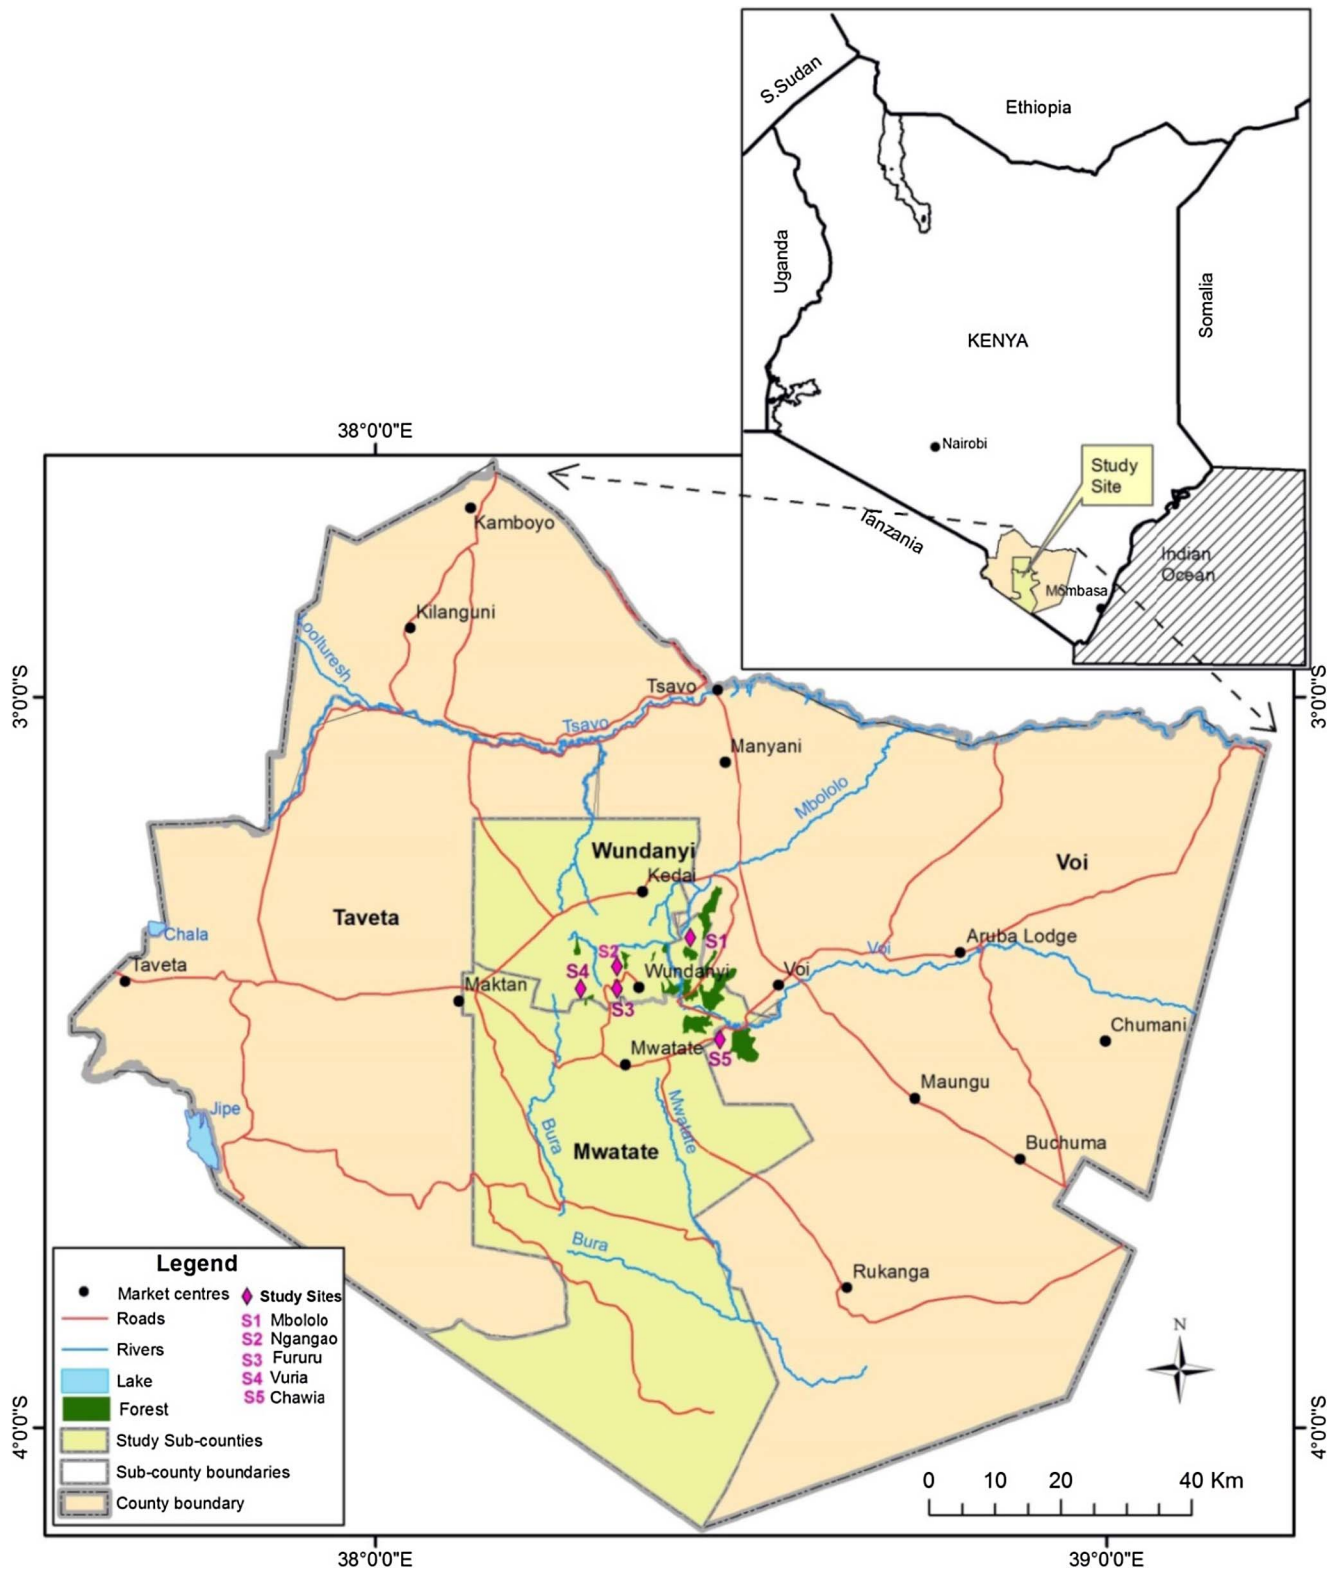 S.Sudan
Ethiopia
Uganda
Somalia
KENYA
Nairobi
Study
Site
Tanzania
Indian
Ocean
Mombasa
38°0'0"E
3°0'0"S
3°0'0"S
Kamboyo
Kilanguni
Loolturesh
Tsavo
Tsavo
Manyani
Mbololo
Wundanyi
Kedai
Voi
Taveta
Chala
Taveta
Maktan
S1
S2
S4
S3
Wundanyi
Voi
Voi
Aruba Lodge
Chumani
Mwatate
S5
Maungu
Jipe
Bura
Mwatate
Mwatate
Buchuma
Bura
Rukanga
Legend
Market centres
Roads
Rivers
Lake
Forest
Study Sub-counties
Sub-county boundaries
County boundary
Study Sites
S1 Mbololo
S2 Ngangao
S3 Fururu
S4 Vuria
S5 Chawia
N
0 10 20 40 Km
4°0'0"S
4°0'0"S
38°0'0"E
39°0'0"E